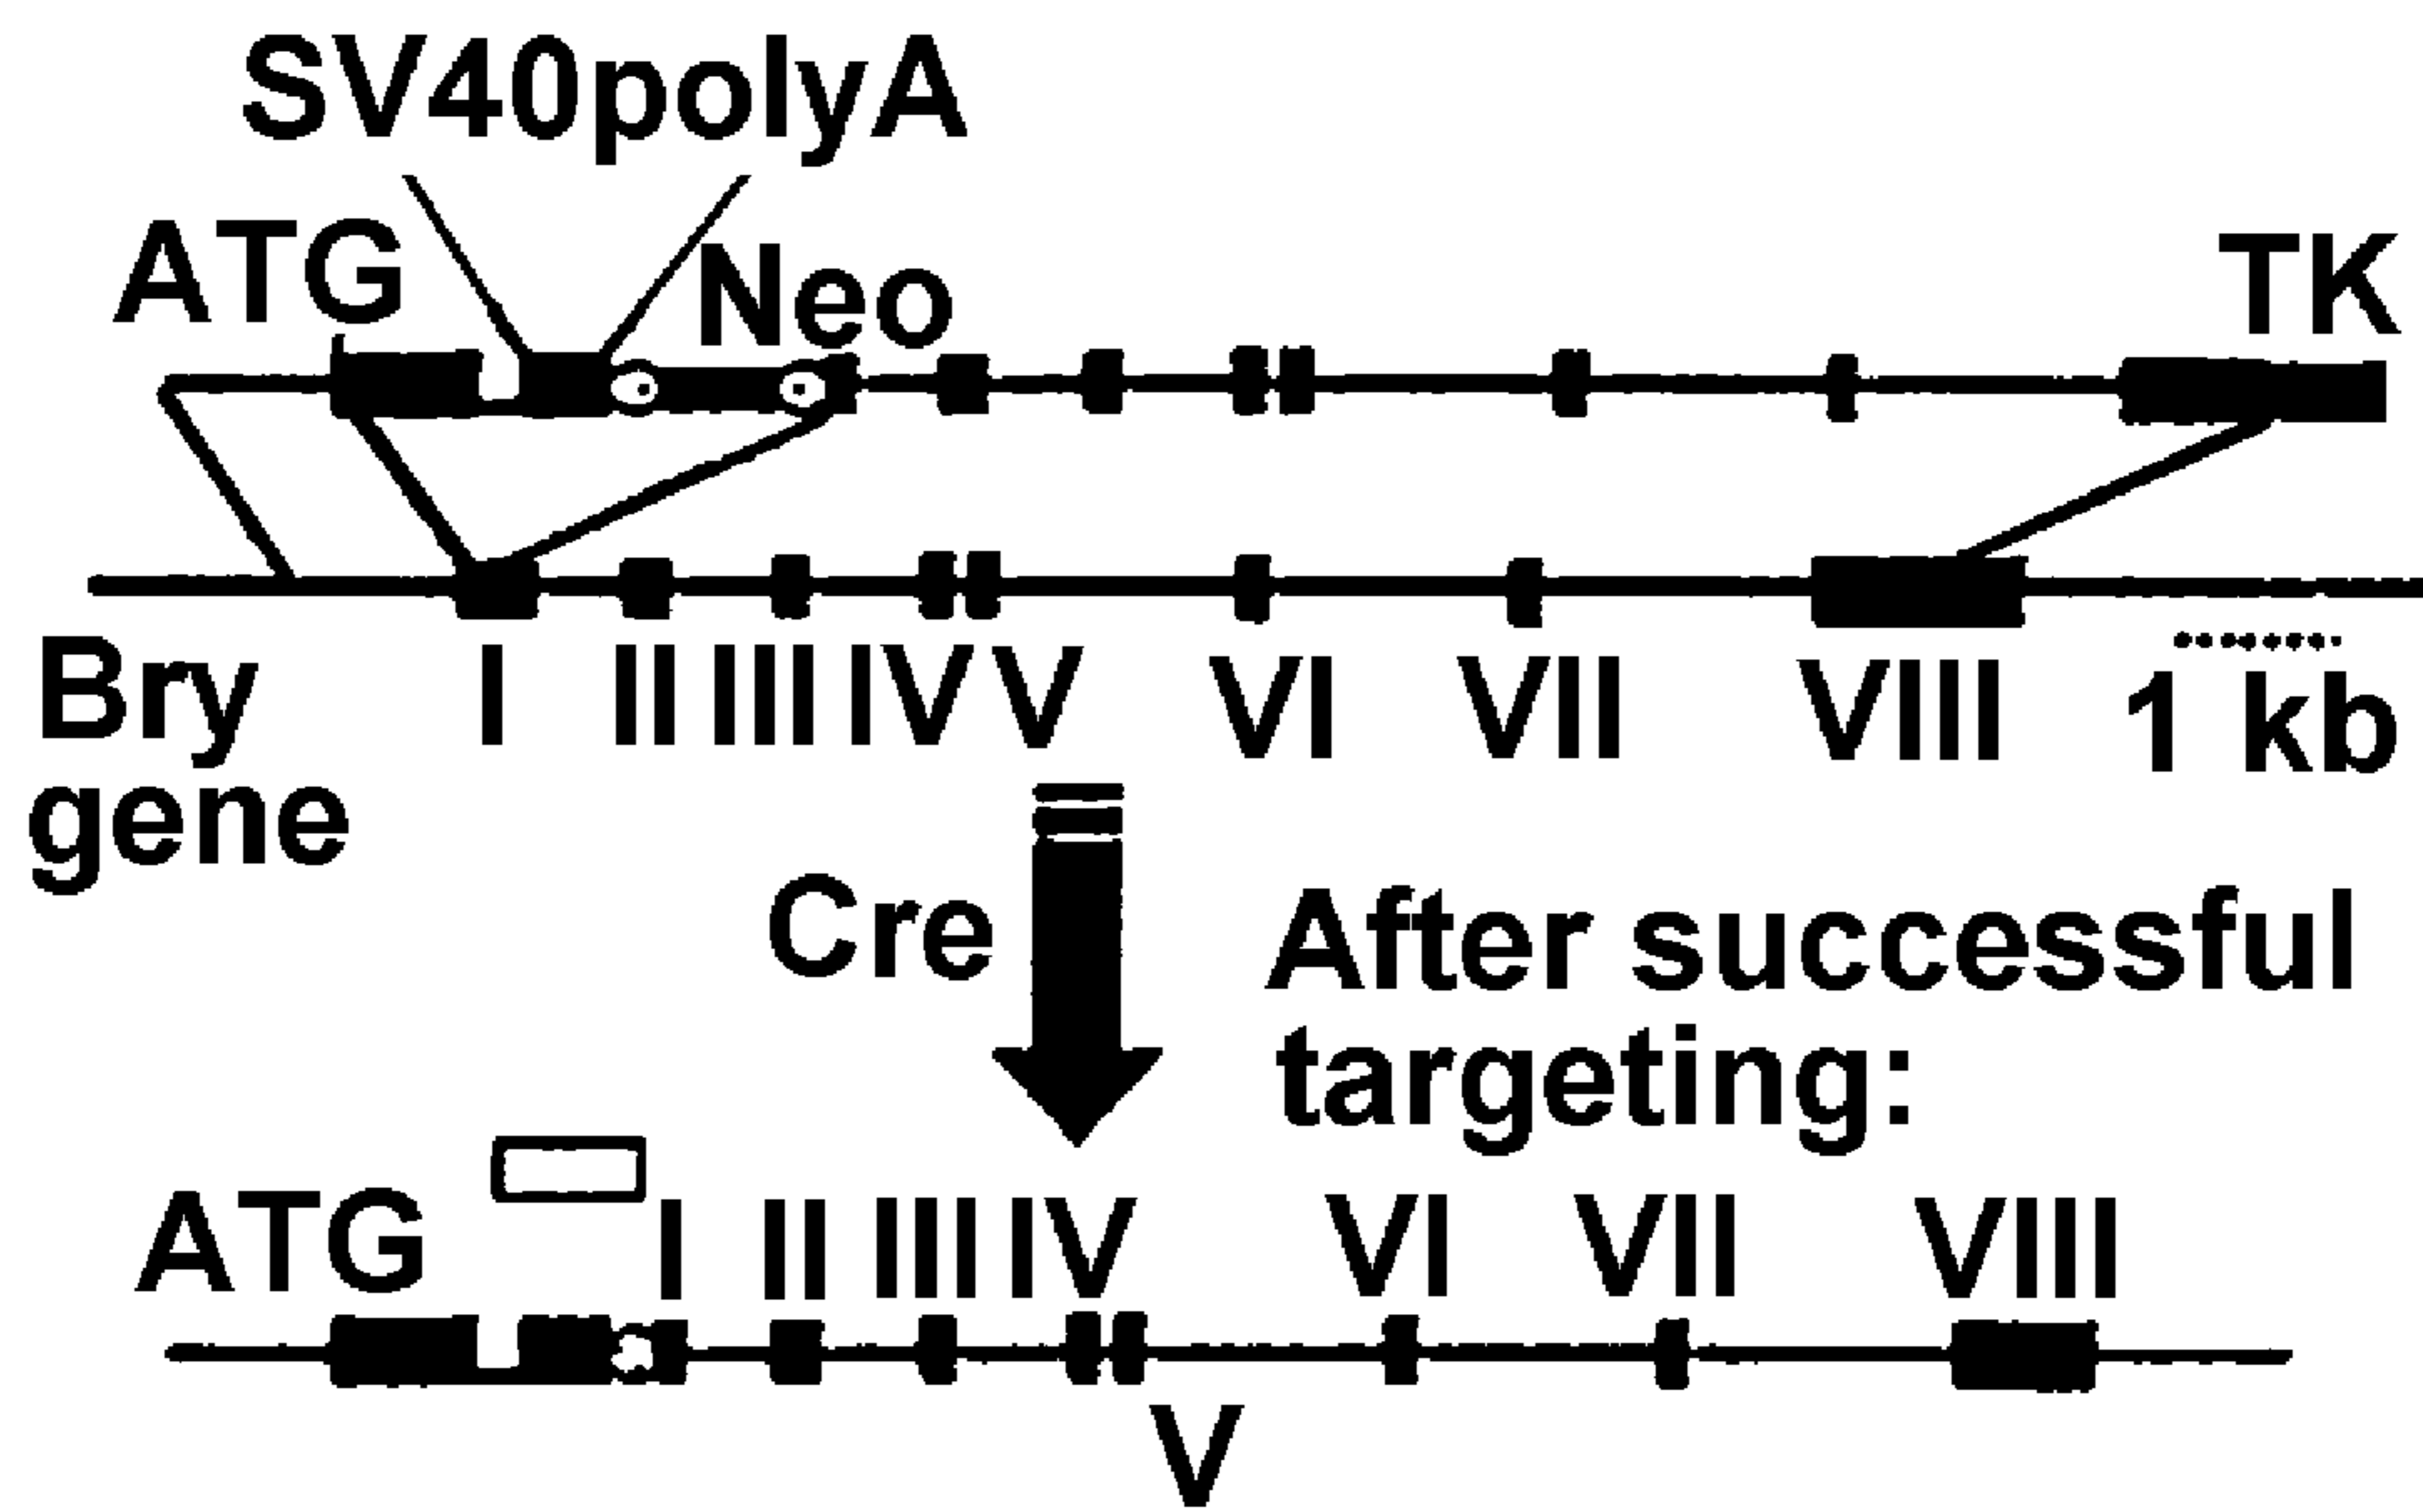 SV40polyA
ATG Neo TK
Bry gene I II III IV V VI VII VIII 1 kb
Cre After successful
targeting:
ATG I II III IV VI VII VIII
V